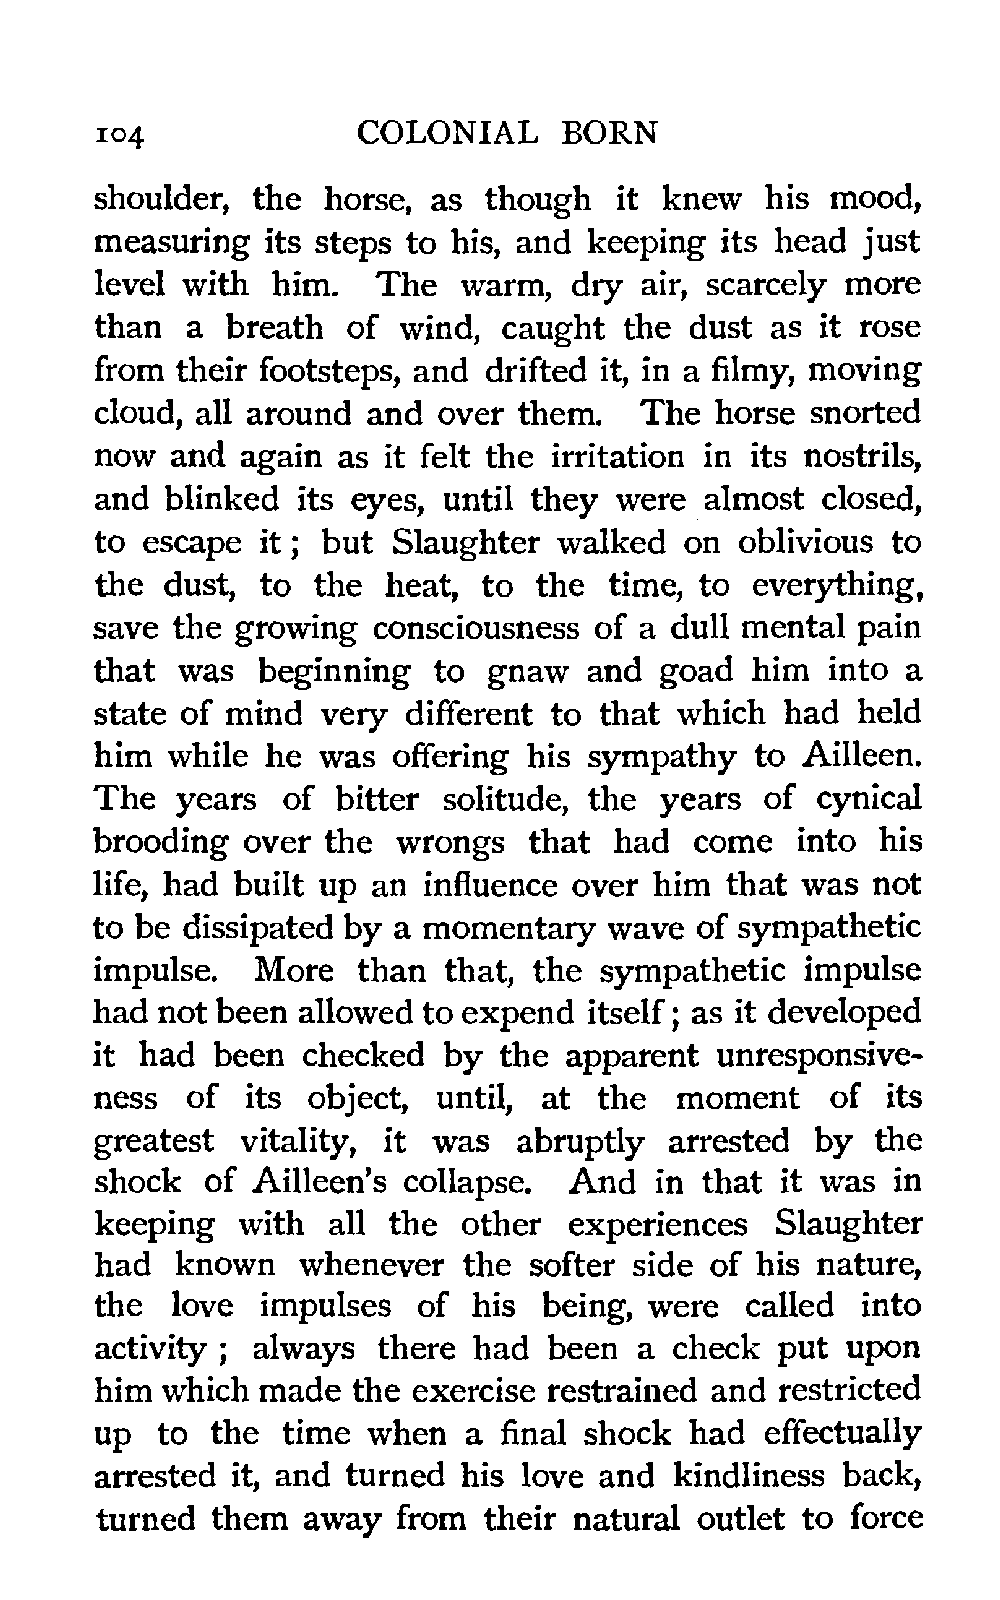 104 COLONIAL BORN
shoulder, the horse, as though it knew his mood,
measuring its steps to his, and keeping its head just
level with him. The warm, dry air, scarcely more
than a breath of wind, caught the dust as it rose
from their footsteps, and drifted it, in a filmy, moving
cloud, all around and over them. The horse snorted
now and again as it felt the irritation in its nostrils,
and blinked its eyes, until they were almost closed,
to escape it ; but Slaughter walked on oblivious to
the dust, to the heat, to the time, to everything,
save the growing consciousness of a dull mental pain
that was beginning to gnaw and goad him into a
state of mind very different to that which had held
him while he was offering his sympathy to Ailleen.
The years of bitter solitude, the years of cynical
brooding over the wrongs that had come into his
life, had built up an influence over him that was not
to be dissipated by a momentary wave of sympathetic
impulse. More than that, the sympathetic impulse
had not been allowed to expend itself ; as it developed
it had been checked by the apparent unresponsive-
ness of its object, until, at the moment of its
greatest vitality, it was abruptly arrested by the
shock of Ailleen's collapse. And in that it was in
keeping with all the other experiences Slaughter
had known whenever the softer side of his nature,
the love impulses of his being, were called into
activity ; always there had been a check put upon
him which made the exercise restrained and restricted
up to the time when a final shock had effectually
arrested it, and turned his love and kindliness back,
turned them away from their natural outlet to force